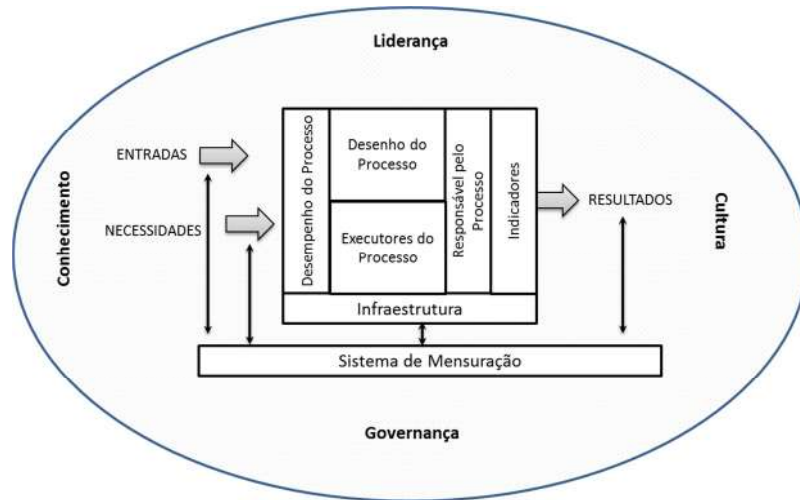 Liderança
ENTRADAS
NECESSIDADES
Conhecimento
Desempenho do Processo
Desenho do
Processo
Executores do
Processo
Responsável pelo
Processo
Indicadores
Infraestrutura
RESULTADOS
Cultura
Sistema de Mensuração
Governança